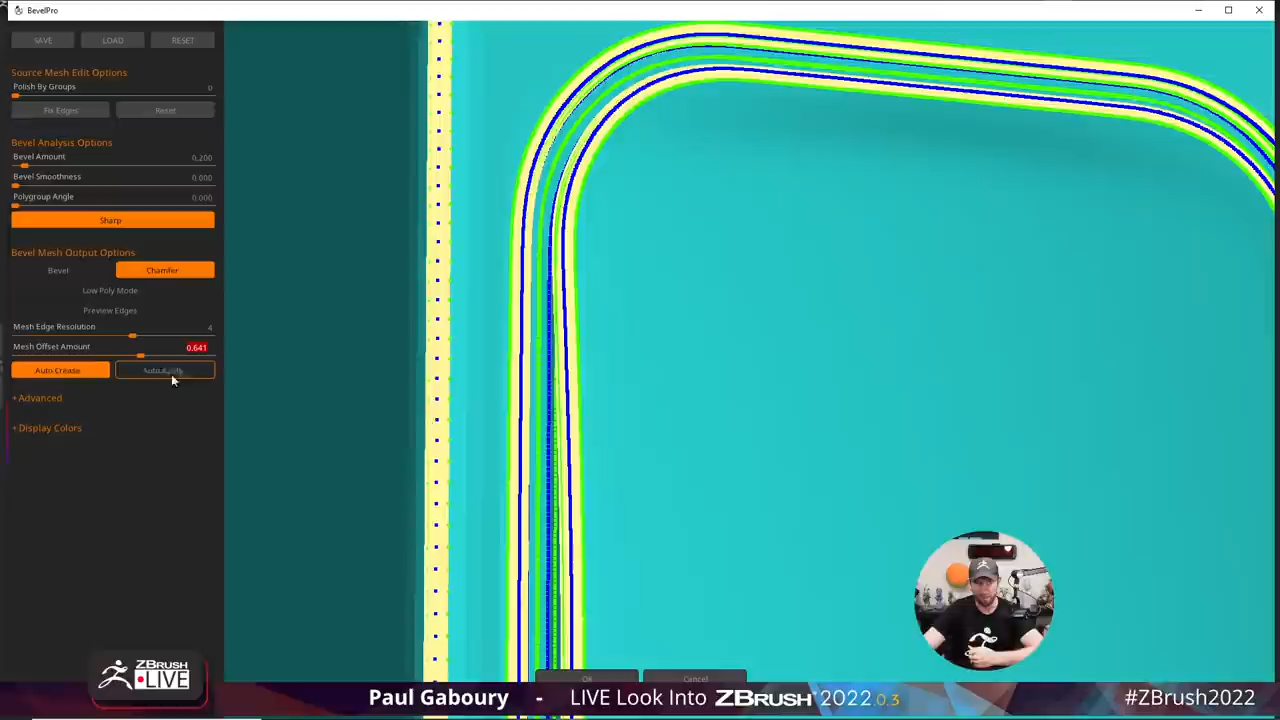 BevelPro
SAVE LOAD RESET
Source Mesh Edit Options
Polish By Groups 0
Fix Edges Reset
Bevel Analysis Options
Bevel Amount 0.200
Bevel Smoothness 0.000
Polygroup Angle 0.000
Sharp
Bevel Mesh Output Options
Bevel Chamfer
Low Poly Mode
Preview Edges
Mesh Edge Resolution 4
Mesh Offset Amount 0.641
Auto Crease
+Advanced
+Display Colors
OK Cancel
ZBRUSH
LIVE
Paul Gaboury - LIVE Look Into ZBRUSH 2022.0.3 #ZBrush2022